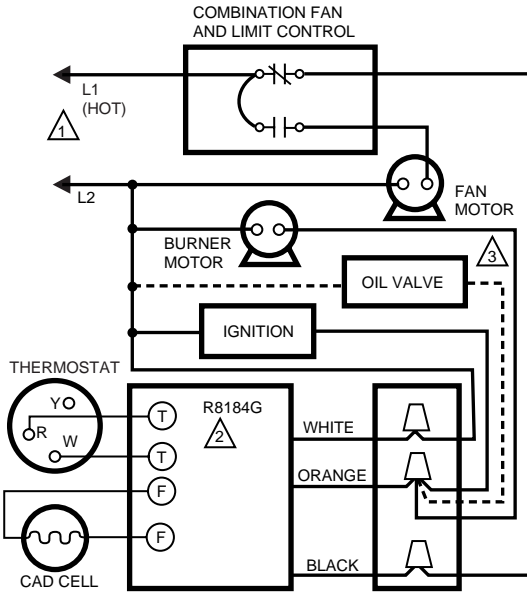 COMBINATION FAN
AND LIMIT CONTROL
L1
(HOT)
1
L2
FAN
MOTOR
BURNER
MOTOR
3
OIL VALVE
IGNITION
THERMOSTAT
Y
R
W
T
R8184G
2
WHITE
T
ORANGE
F
F
BLACK
CAD CELL